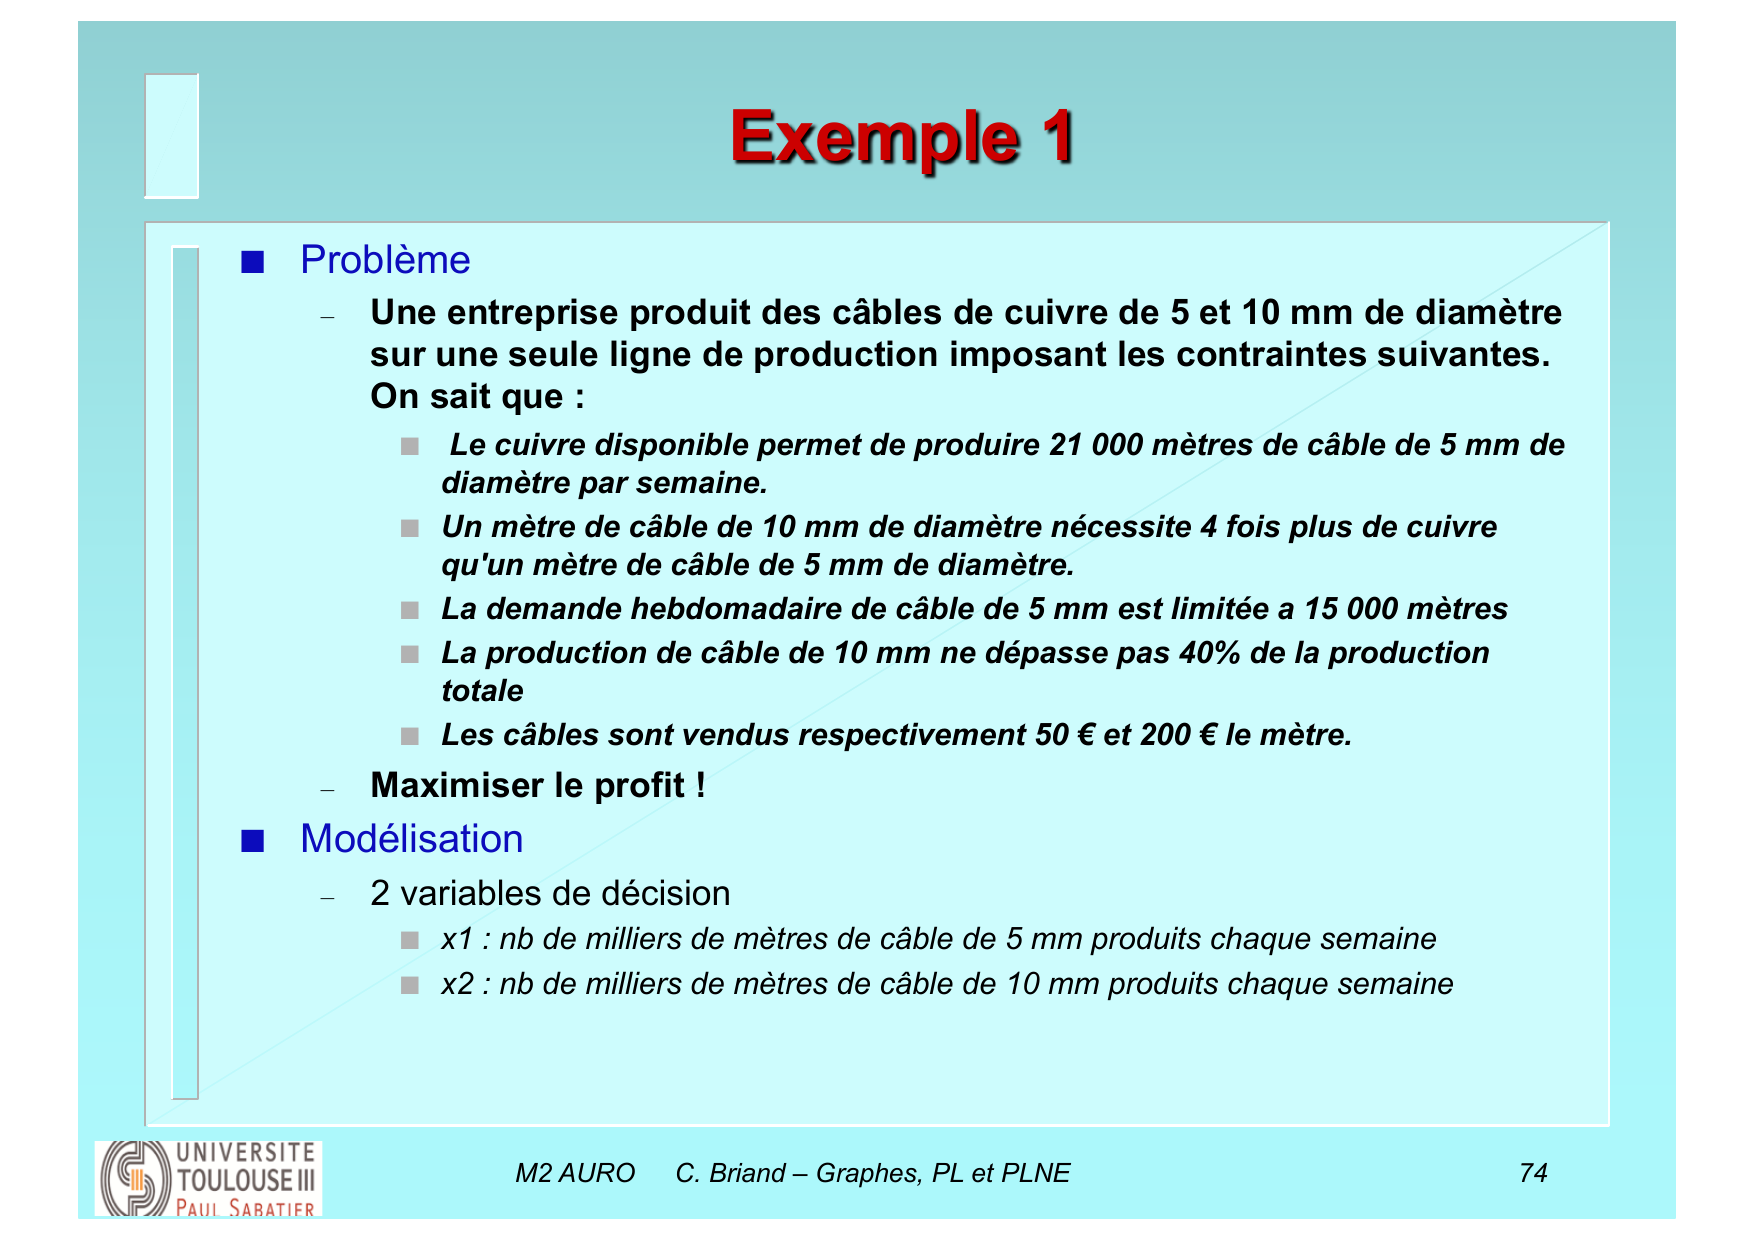 Exemple 1
Problème
– Une entreprise produit des câbles de cuivre de 5 et 10 mm de diamètre
sur une seule ligne de production imposant les contraintes suivantes.
On sait que :
Le cuivre disponible permet de produire 21 000 mètres de câble de 5 mm de
diamètre par semaine.
Un mètre de câble de 10 mm de diamètre nécessite 4 fois plus de cuivre
qu'un mètre de câble de 5 mm de diamètre.
La demande hebdomadaire de câble de 5 mm est limitée a 15 000 mètres
La production de câble de 10 mm ne dépasse pas 40% de la production
totale
Les câbles sont vendus respectivement 50 € et 200 € le mètre.
– Maximiser le profit !
Modélisation
– 2 variables de décision
x1 : nb de milliers de mètres de câble de 5 mm produits chaque semaine
x2 : nb de milliers de mètres de câble de 10 mm produits chaque semaine
UNIVERSITE
TOULOUSE III
PAUL SABATIER
M2 AURO C. Briand – Graphes, PL et PLNE 74